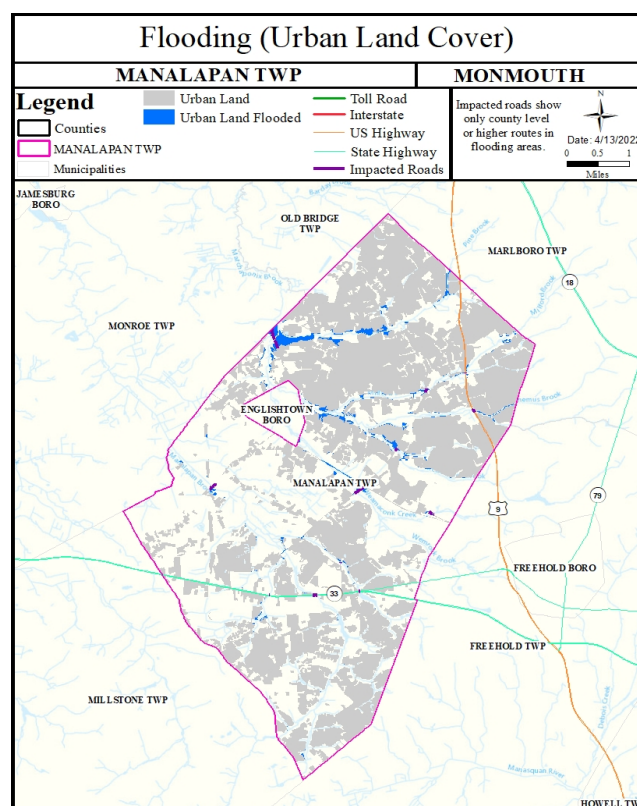 Flooding (Urban Land Cover)
MANALAPAN TWP
MONMOUTH
Legend
Counties
MANALAPAN TWP
Municipalities
Urban Land
Urban Land Flooded
Toll Road
Interstate
US Highway
State Highway
Impacted Roads
Impacted roads show
only county level
or higher routes in
flooding areas.
N
Date: 4/13/2022
0 0.5 1
Miles
JAMESBURG
BORO
OLD BRIDGE
TWP
MARLBORO TWP
18
MONROE TWP
ENGLISHTOWN
BORO
MANALAPAN TWP
79
9
FREEHOLD BORO
33
FREEHOLD TWP
MILLSTONE TWP
Manasquan River
HOWELL TW